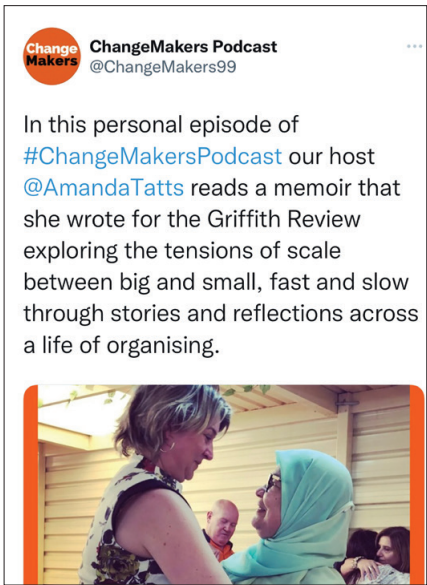 Change
Makers
ChangeMakers Podcast
@ChangeMakers99
In this personal episode of
#ChangeMakersPodcast our host
@AmandaTatts reads a memoir that
she wrote for the Griffith Review
exploring the tensions of scale
between big and small, fast and slow
through stories and reflections across
a life of organising.